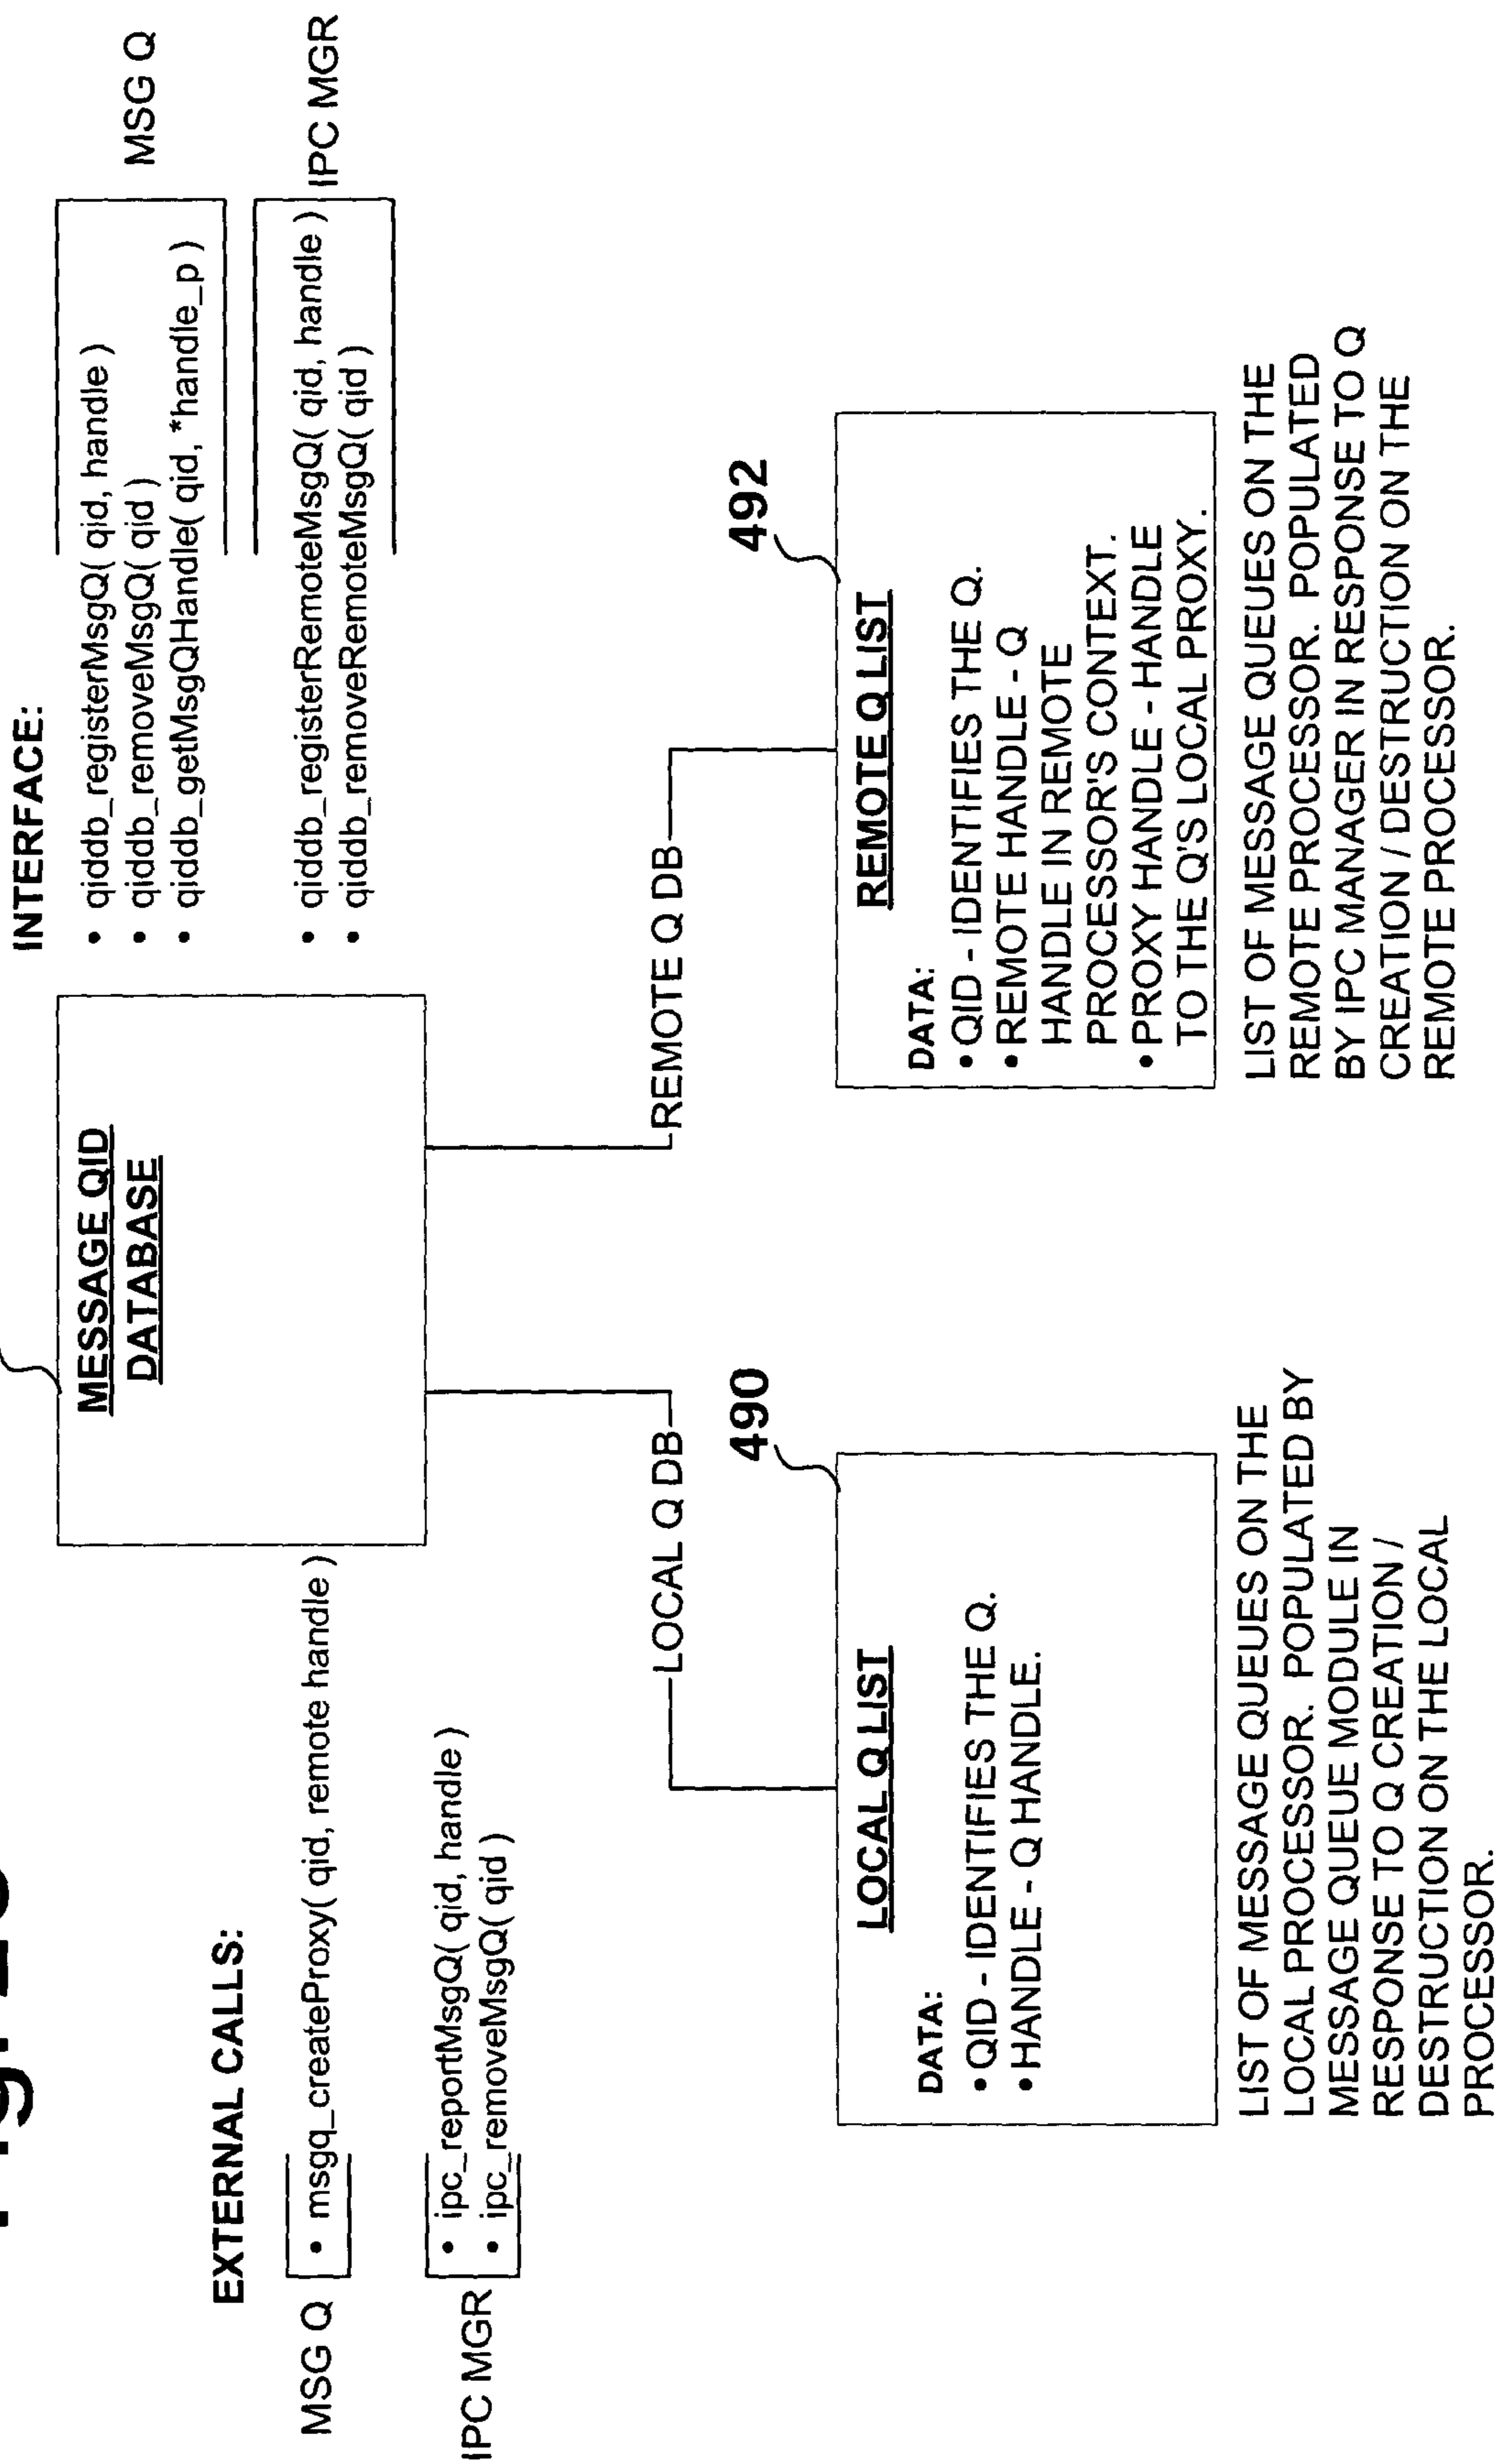 INTERFACE:
• qiddb_registerMsgQ( qid, handle )
• qiddb_removeMsgQ( qid )
• qiddb_getMsgQHandle( qid, *handle_p )
MSG Q
• qiddb_registerRemoteMsgQ( qid, handle )
• qiddb_removeRemoteMsgQ( qid )
IPC MGR
MESSAGE QID
DATABASE
EXTERNAL CALLS:
MSG Q
• msgq_createProxy( qid, remote handle )
IPC MGR
• ipc_reportMsgQ( qid, handle )
• ipc_removeMsgQ( qid )
LOCAL Q DB
REMOTE Q DB
490
LOCAL Q LIST
DATA:
• QID - IDENTIFIES THE Q.
• HANDLE - Q HANDLE.
LIST OF MESSAGE QUEUES ON THE
LOCAL PROCESSOR. POPULATED BY
MESSAGE QUEUE MODULE IN
RESPONSE TO Q CREATION /
DESTRUCTION ON THE LOCAL
PROCESSOR.
492
REMOTE Q LIST
DATA:
• QID - IDENTIFIES THE Q.
• REMOTE HANDLE - Q
HANDLE IN REMOTE
PROCESSOR'S CONTEXT.
• PROXY HANDLE - HANDLE
TO THE Q'S LOCAL PROXY.
LIST OF MESSAGE QUEUES ON THE
REMOTE PROCESSOR. POPULATED
BY IPC MANAGER IN RESPONSE TO Q
CREATION / DESTRUCTION ON THE
REMOTE PROCESSOR.